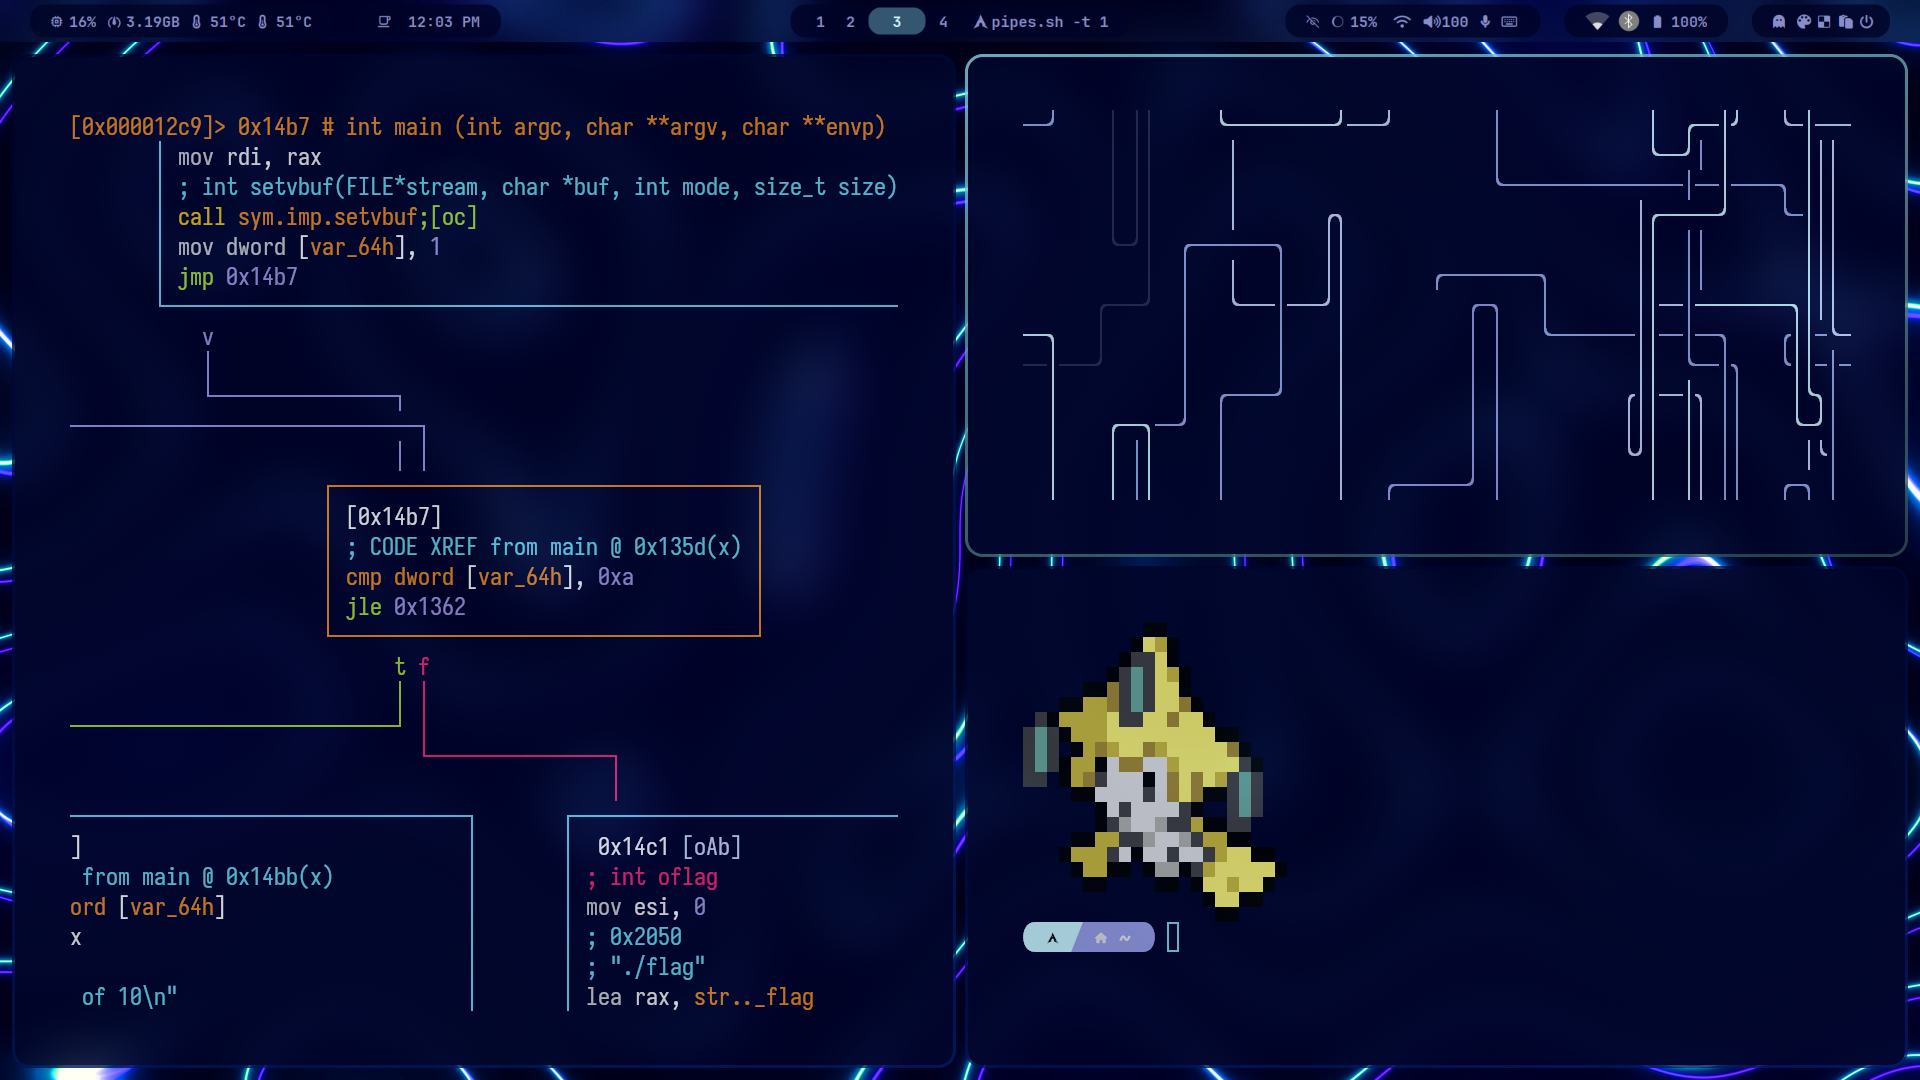 16% 3.19GB 51°C 51°C
12:03 PM
1 2 3 4 pipes.sh -t 1
15% 100
100%
[0x000012c9]> 0x14b7 # int main (int argc, char **argv, char **envp)
mov rdi, rax
; int setvbuf(FILE*stream, char *buf, int mode, size_t size)
call sym.imp.setvbuf;[oc]
mov dword [var_64h], 1
jmp 0x14b7
v
[0x14b7]
; CODE XREF from main @ 0x135d(x)
cmp dword [var_64h], 0xa
jle 0x1362
t f
]
from main @ 0x14bb(x)
ord [var_64h]
x
of 10\n"
0x14c1 [oAb]
; int oflag
mov esi, 0
; 0x2050
; "./flag"
lea rax, str.._flag
~